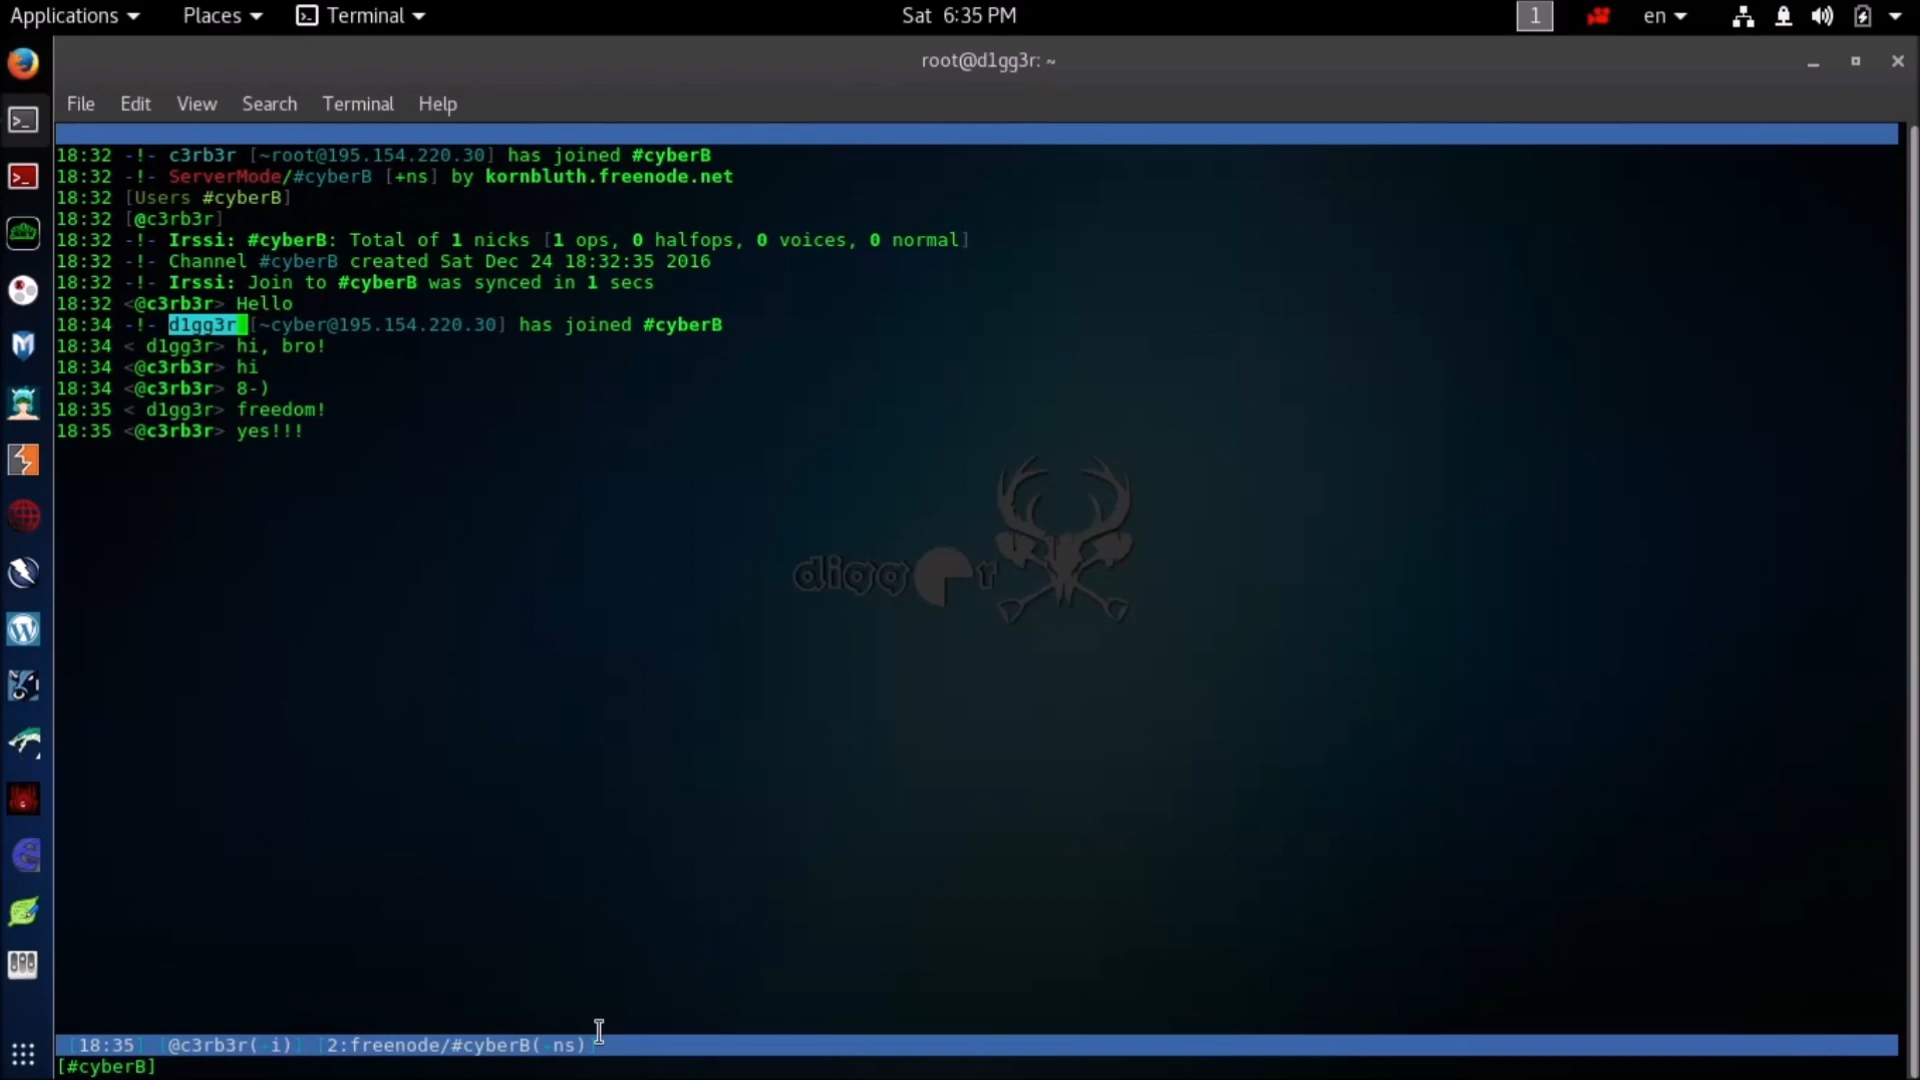 Applications Places Terminal Sat 6:35 PM 1 en
root@d1gg3r: ~
File Edit View Search Terminal Help
18:32 -!- c3rb3r [~root@195.154.220.30] has joined #cyberB
18:32 -!- ServerMode/#cyberB [+ns] by kornbluth.freenode.net
18:32 [Users #cyberB]
18:32 [@c3rb3r]
18:32 -!- Irssi: #cyberB: Total of 1 nicks [1 ops, 0 halfops, 0 voices, 0 normal]
18:32 -!- Channel #cyberB created Sat Dec 24 18:32:35 2016
18:32 -!- Irssi: Join to #cyberB was synced in 1 secs
18:32 <@c3rb3r> Hello
18:34 -!- d1gg3r [~cyber@195.154.220.30] has joined #cyberB
18:34 < d1gg3r> hi, bro!
18:34 <@c3rb3r> hi
18:34 <@c3rb3r> 8-)
18:35 < d1gg3r> freedom!
18:35 <@c3rb3r> yes!!!
digg r
[18:35] [@c3rb3r(+i)] [2:freenode/#cyberB(+ns)]
[#cyberB]